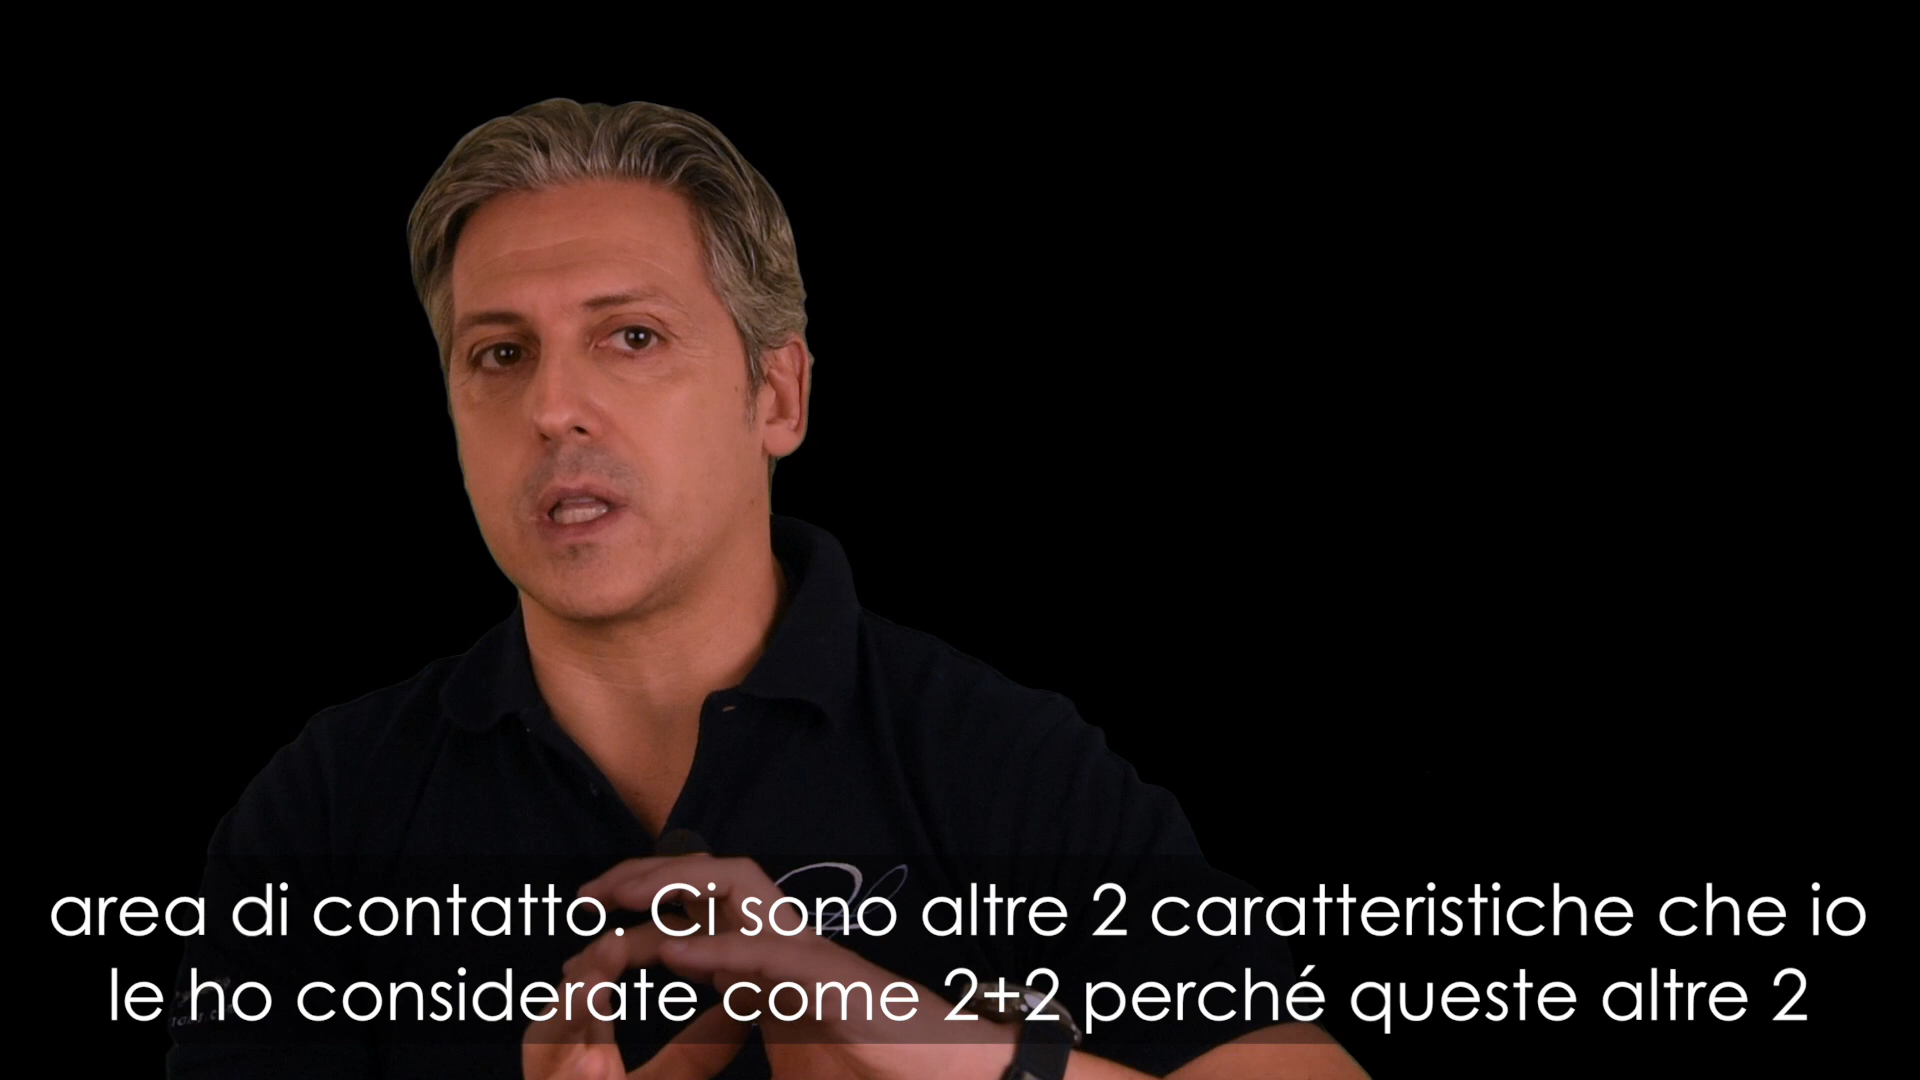 area di contatto. Ci sono altre 2 caratteristiche che io
le ho considerate come 2+2 perché queste altre 2